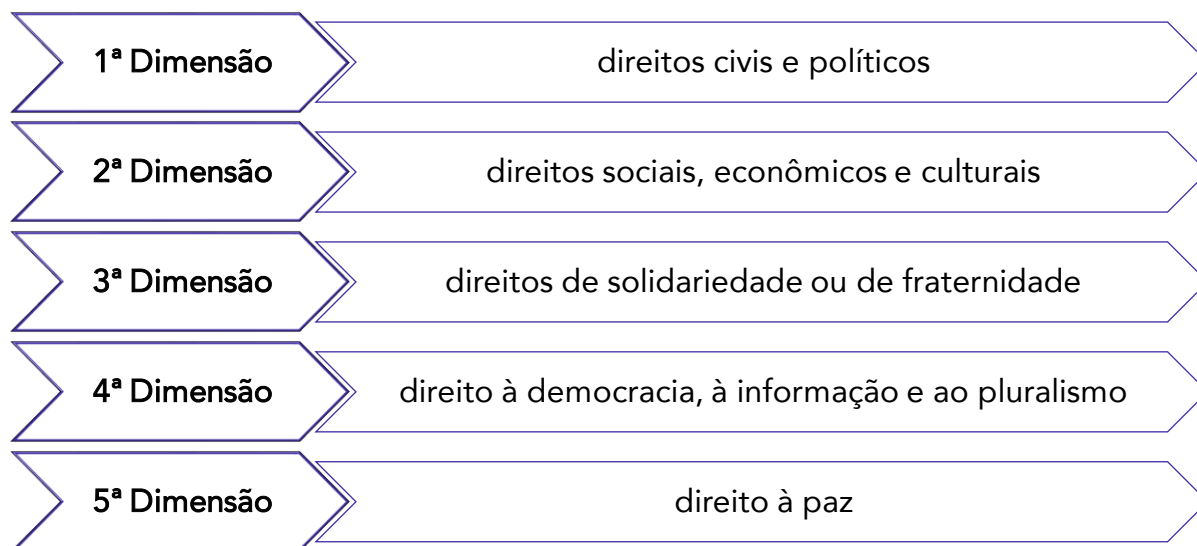 1ª Dimensão direitos civis e políticos
2ª Dimensão direitos sociais, econômicos e culturais
3ª Dimensão direitos de solidariedade ou de fraternidade
4ª Dimensão direito à democracia, à informação e ao pluralismo
5ª Dimensão direito à paz